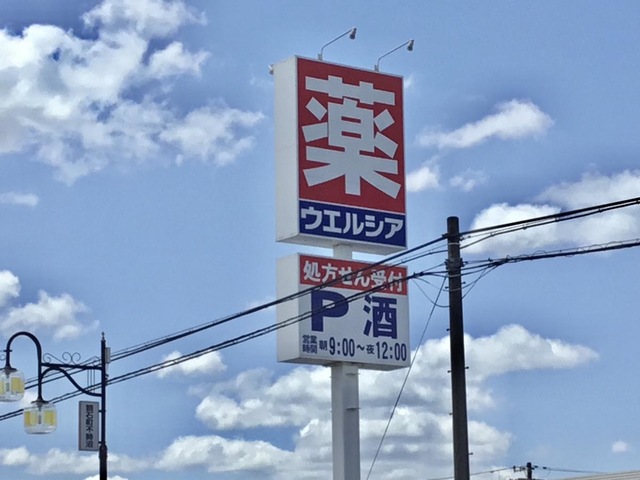 薬
ウエルシア
処方せん受付
P 酒
営業時間 朝9:00〜夜12:00